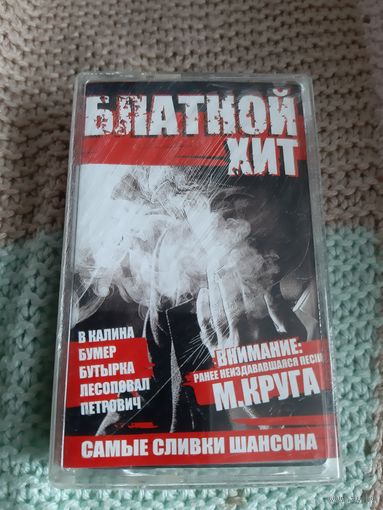 БЛАТНОЙ
ХИТ
В КАЛИНА
БУМЕР
БУТЫРКА
ЛЕСОПОВАЛ
ПЕТРОВИЧ
ВНИМАНИЕ:
РАНЕЕ НЕИЗДАВАВШАЯСЯ ПЕСНЯ
М.КРУГА
САМЫЕ СЛИВКИ ШАНСОНА